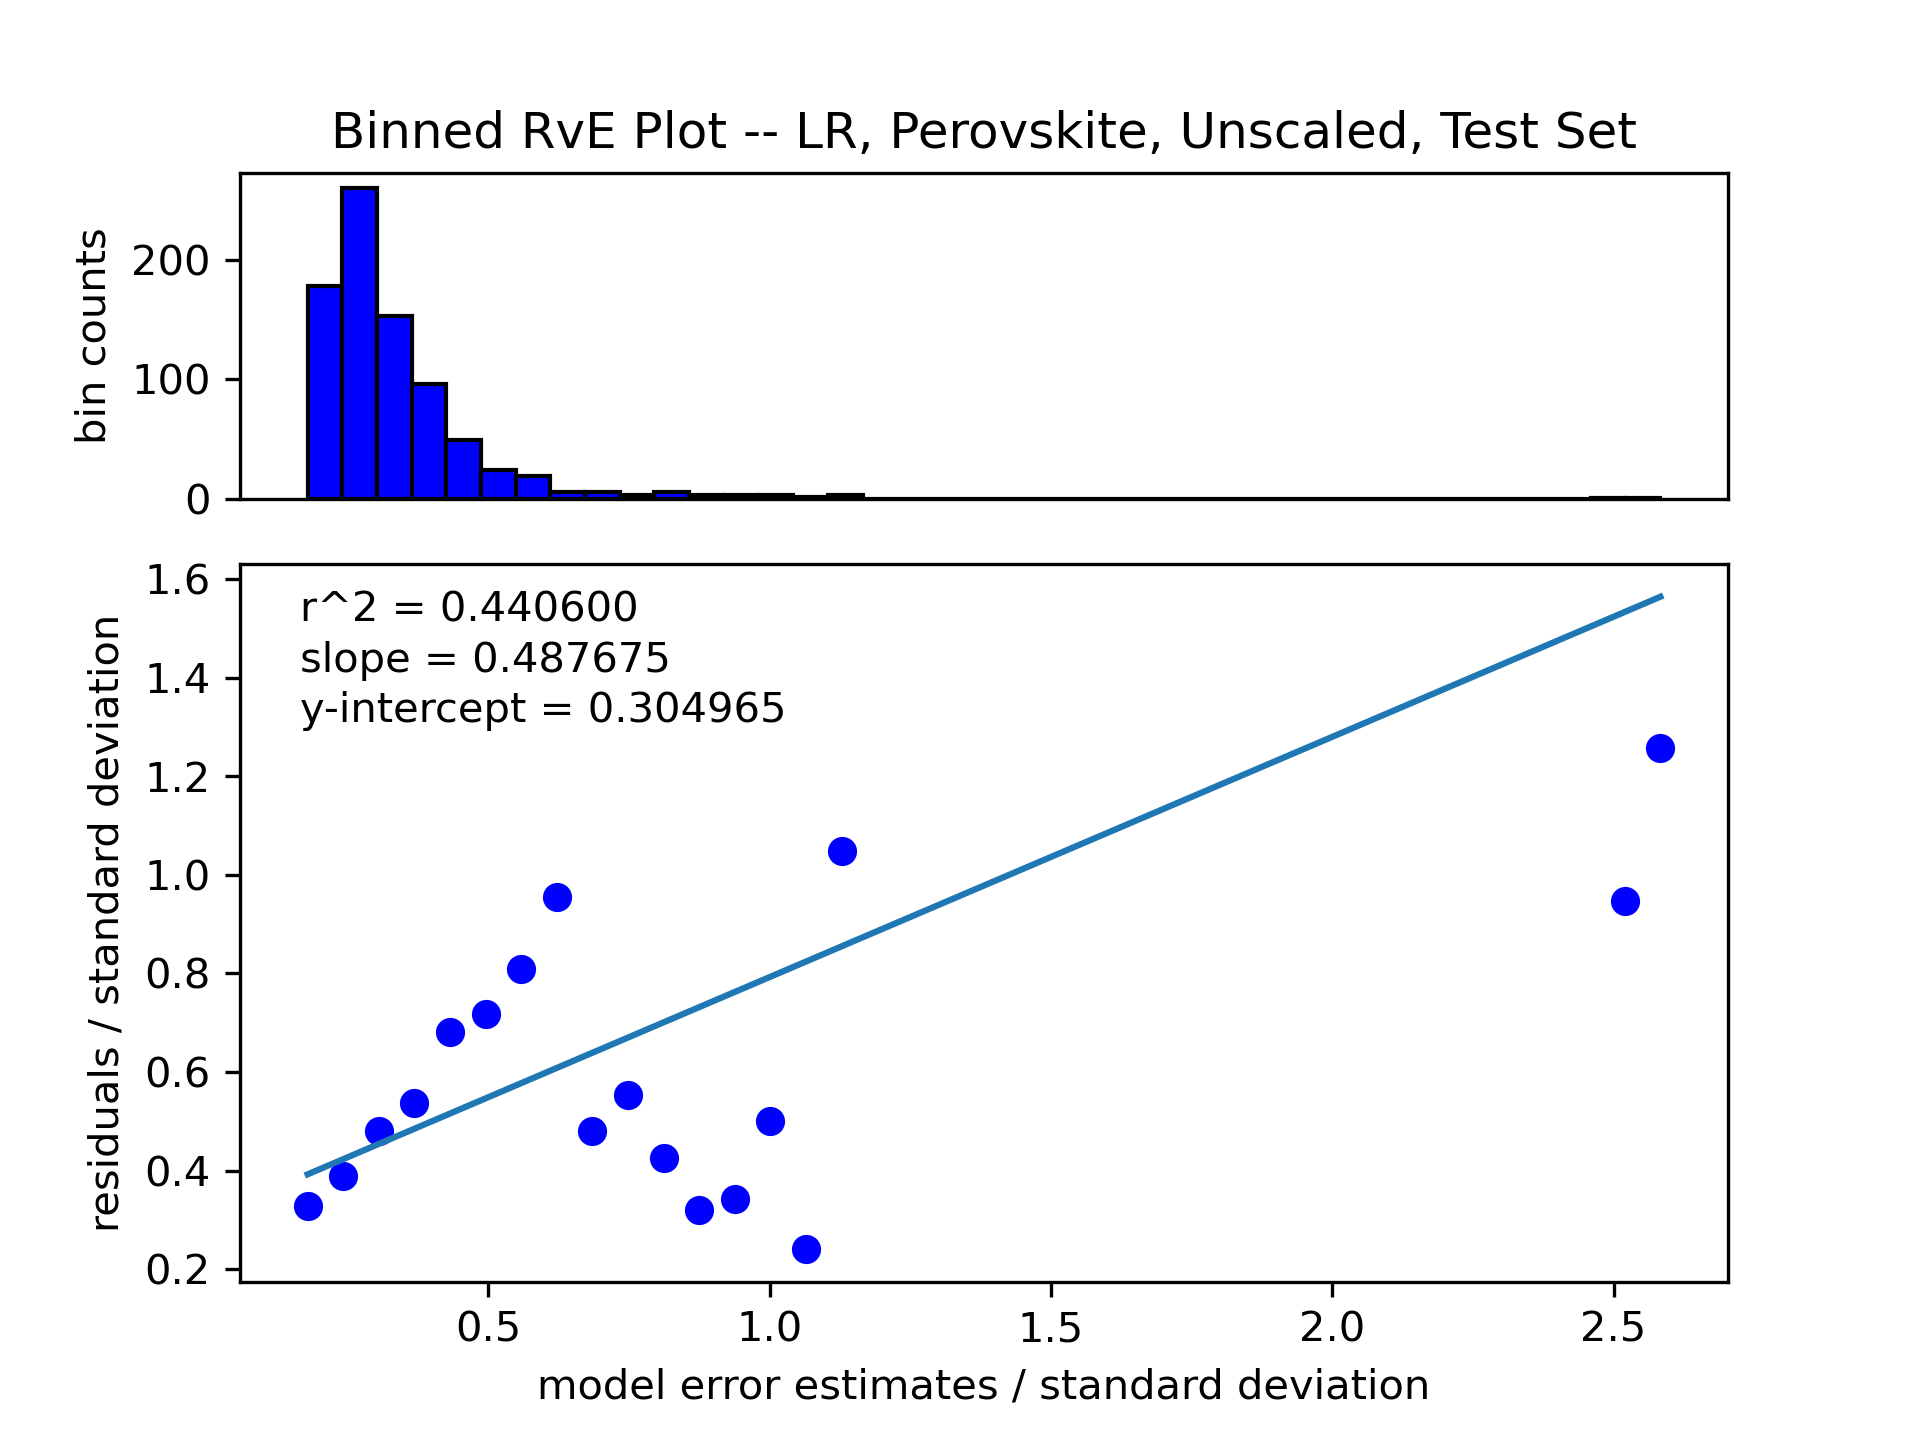 Binned RvE Plot -- LR, Perovskite, Unscaled, Test Set
bin counts
200
100
0
residuals / standard deviation
1.6
1.4
1.2
1.0
0.8
0.6
0.4
0.2
r^2 = 0.440600
slope = 0.487675
y-intercept = 0.304965
0.5 1.0 1.5 2.0 2.5
model error estimates / standard deviation